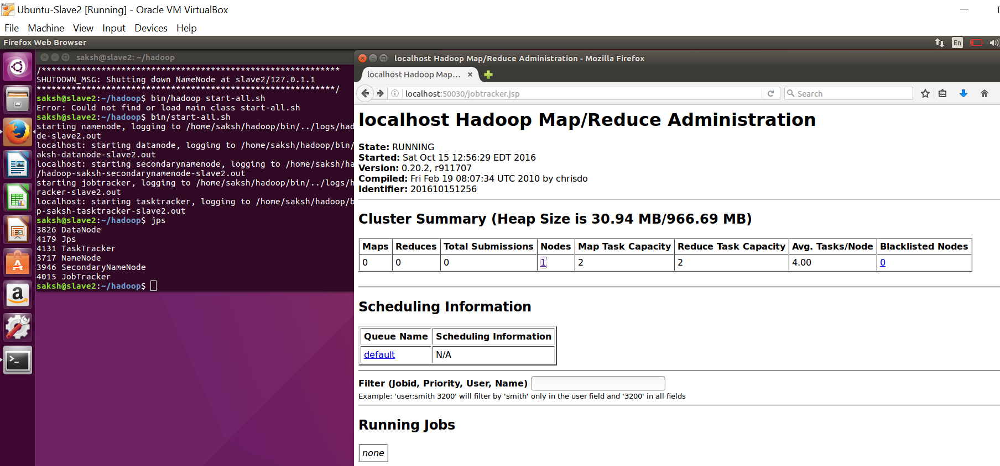 Ubuntu-Slave2 [Running] - Oracle VM VirtualBox
File Machine View Input Devices Help
Firefox Web Browser
En
saksh@slave2: ~/hadoop
/************************************************************
SHUTDOWN_MSG: Shutting down NameNode at slave2/127.0.1.1
************************************************************/
saksh@slave2:~/hadoop$ bin/hadoop start-all.sh
Error: Could not find or load main class start-all.sh
saksh@slave2:~/hadoop$ bin/start-all.sh
starting namenode, logging to /home/saksh/hadoop/bin/../logs/had
de-slave2.out
localhost: starting datanode, logging to /home/saksh/hadoop/bin/
aksh-datanode-slave2.out
localhost: starting secondarynamenode, logging to /home/saksh/ha
/hadoop-saksh-secondarynamenode-slave2.out
starting jobtracker, logging to /home/saksh/hadoop/bin/../logs/h
racker-slave2.out
localhost: starting tasktracker, logging to /home/saksh/hadoop/b
p-saksh-tasktracker-slave2.out
saksh@slave2:~/hadoop$ jps
3826 DataNode
4179 Jps
4131 TaskTracker
3717 NameNode
3946 SecondaryNameNode
4015 JobTracker
saksh@slave2:~/hadoop$
localhost Hadoop Map/Reduce Administration - Mozilla Firefox
localhost Hadoop Map...
localhost:50030/jobtracker.jsp
Search
localhost Hadoop Map/Reduce Administration
State: RUNNING
Started: Sat Oct 15 12:56:29 EDT 2016
Version: 0.20.2, r911707
Compiled: Fri Feb 19 08:07:34 UTC 2010 by chrisdo
Identifier: 201610151256
Cluster Summary (Heap Size is 30.94 MB/966.69 MB)
Maps Reduces Total Submissions Nodes Map Task Capacity Reduce Task Capacity Avg. Tasks/Node Blacklisted Nodes
0 0 0 1 2 2 4.00 0
Scheduling Information
Queue Name Scheduling Information
default N/A
Filter (Jobid, Priority, User, Name)
Example: 'user:smith 3200' will filter by 'smith' only in the user field and '3200' in all fields
Running Jobs
none